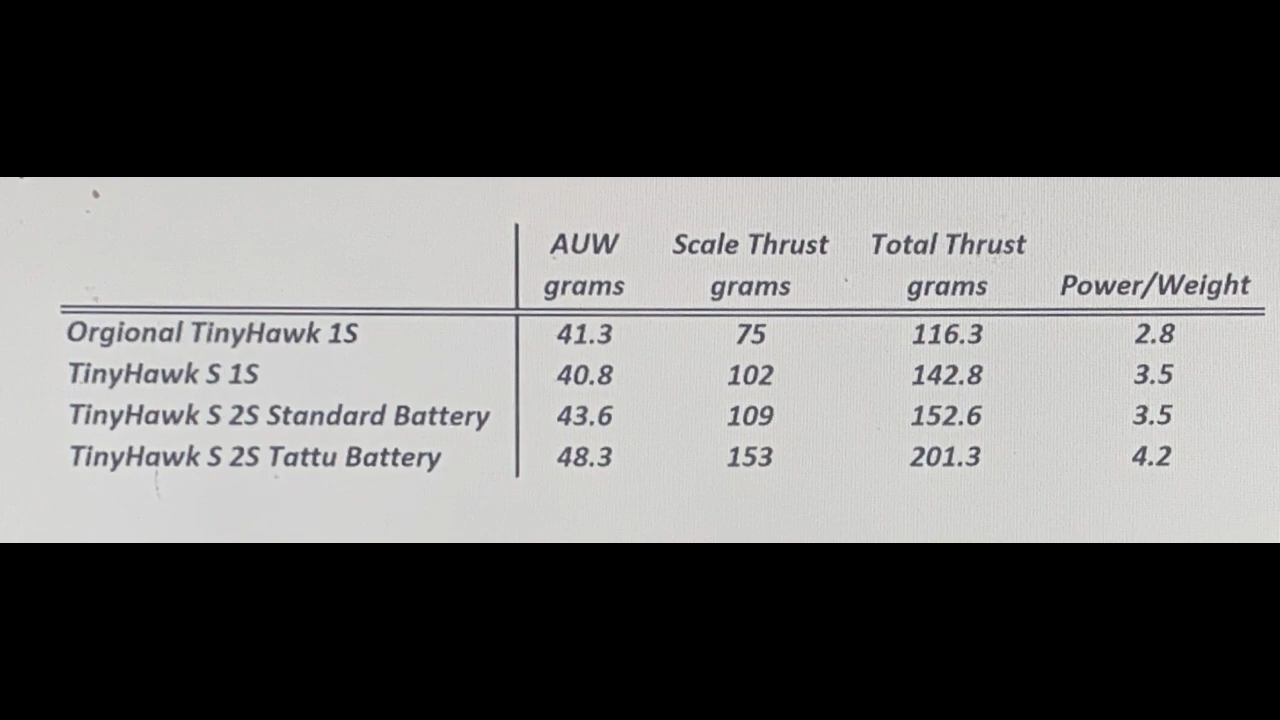 AUW Scale Thrust Total Thrust
grams grams grams Power/Weight
Orgional TinyHawk 1S 41.3 75 116.3 2.8
TinyHawk S 1S 40.8 102 142.8 3.5
TinyHawk S 2S Standard Battery 43.6 109 152.6 3.5
TinyHawk S 2S Tattu Battery 48.3 153 201.3 4.2